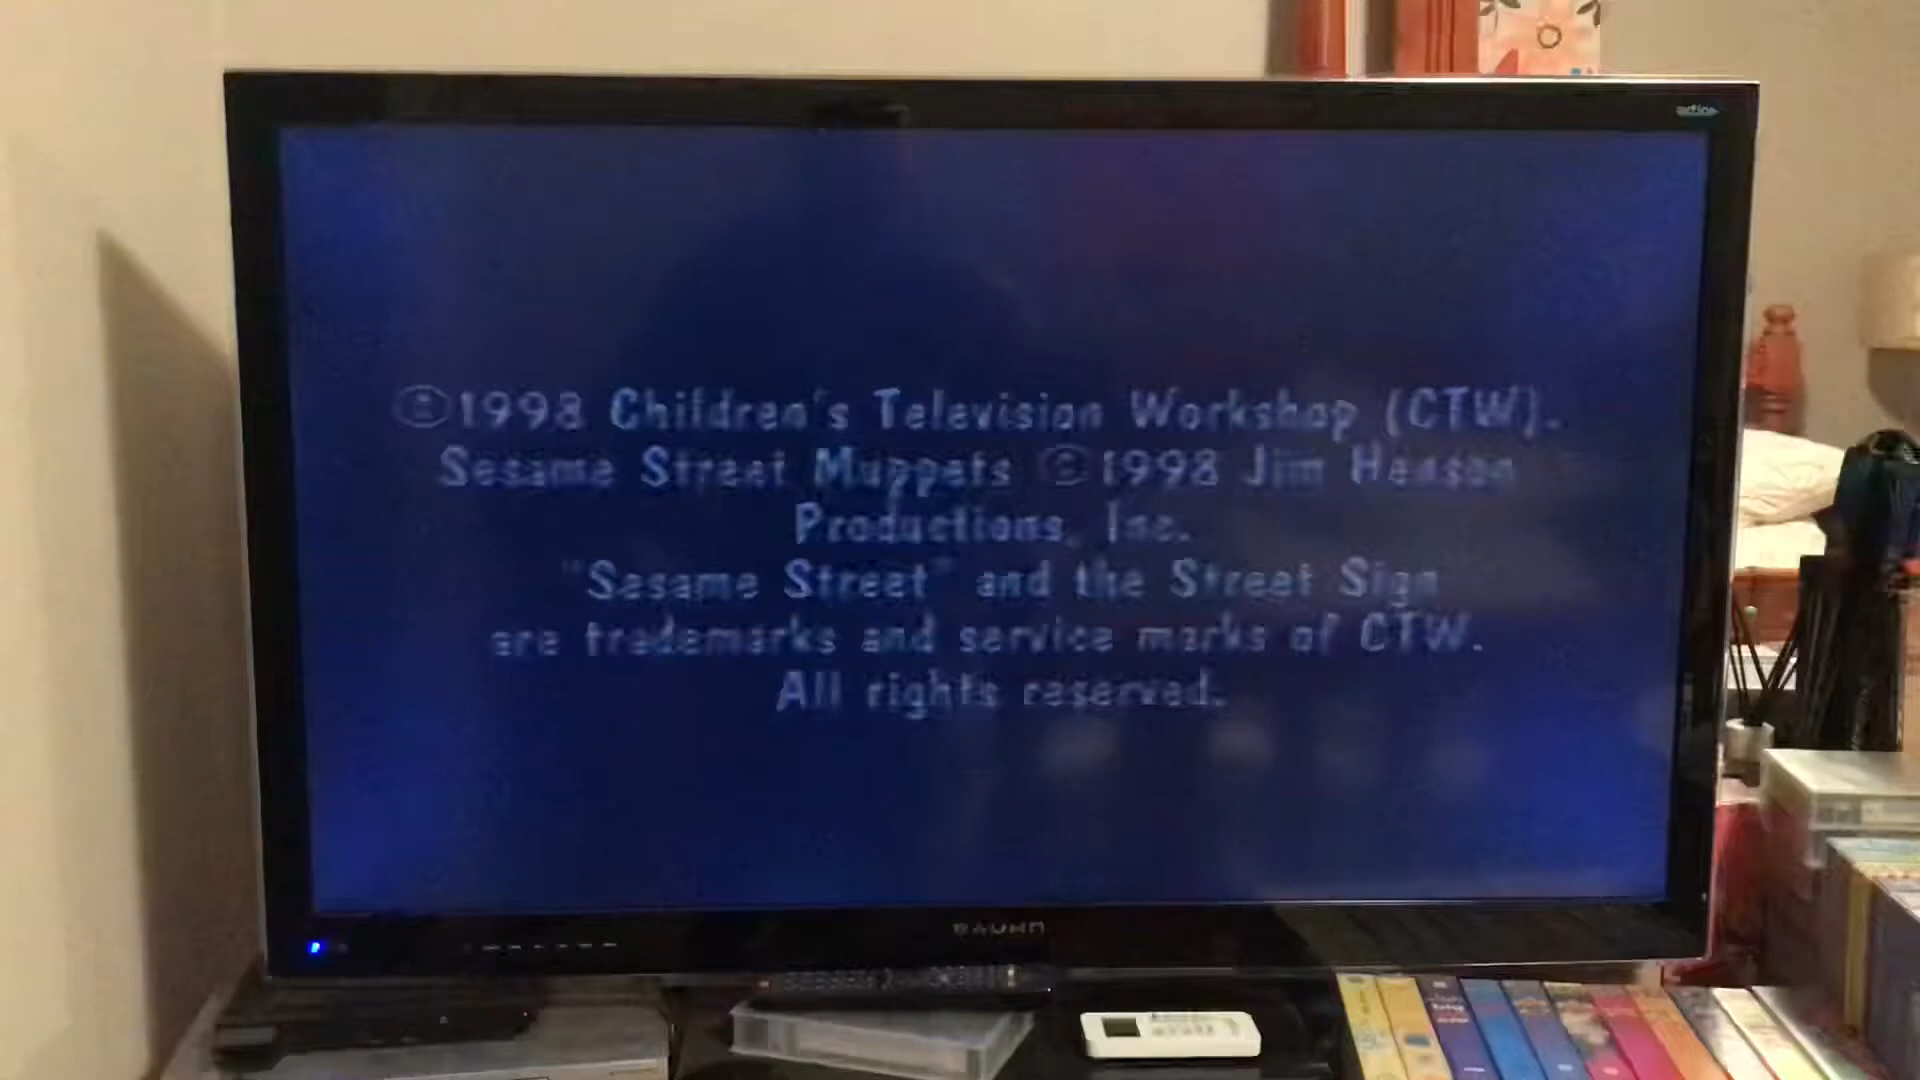 ©1998 Children's Television Workshop (CTW).
Sesame Street Muppets ©1998 Jim Henson
Productions, Inc.
"Sesame Street" and the Street Sign
are trademarks and service marks of CTW.
All rights reserved.
BAUHN